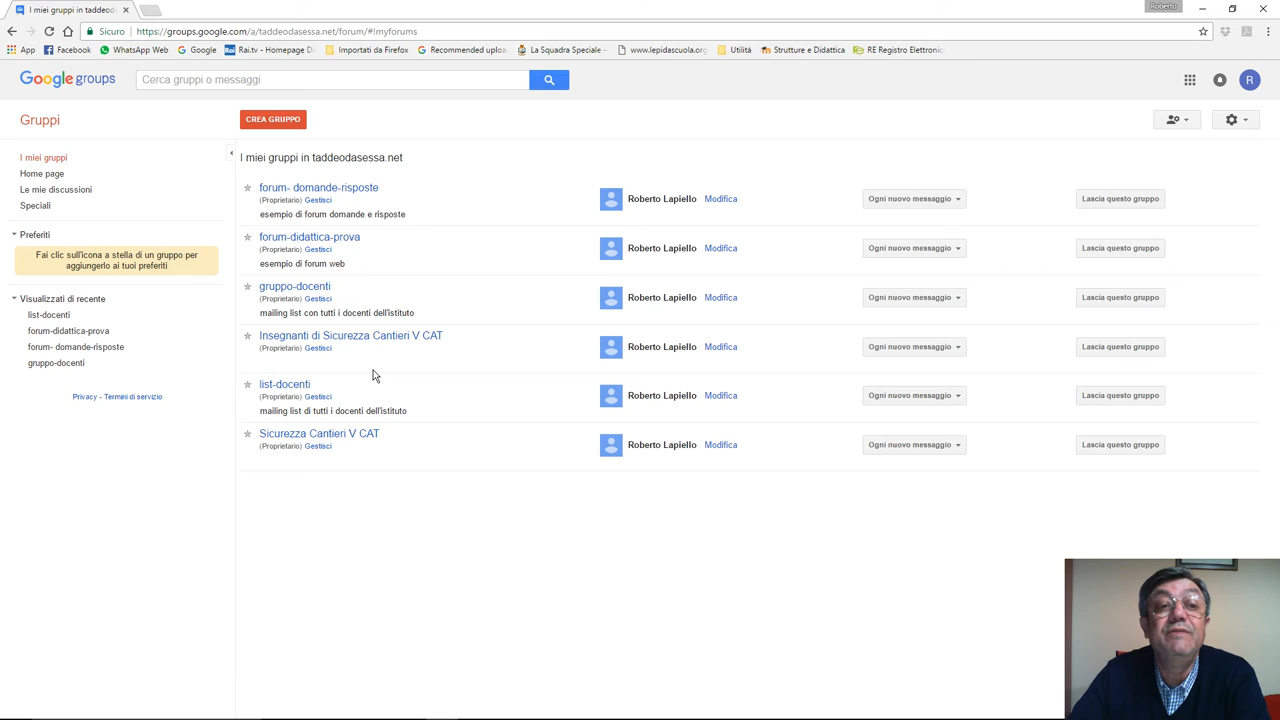 I miei gruppi in taddeod
Roberto
Sicuro
https://groups.google.com/a/taddeodasessa.net/forum/#!myforums
App
Facebook
WhatsApp Web
Google
Rai.tv - Homepage D
Importati da Firefox
Recommended uploa
La Squadra Speciale -
www.lepidascuola.org
Utilità
Strutture e Didattica
RE Registro Elettronic
Google groups
Cerca gruppi o messaggi
R
Gruppi
CREA GRUPPO
I miei gruppi
Home page
Le mie discussioni
Speciali
Preferiti
Fai clic sull'icona a stella di un gruppo per
aggiungerlo ai tuoi preferiti
Visualizzati di recente
list-docenti
forum-didattica-prova
forum- domande-risposte
gruppo-docenti
Privacy - Termini di servizio
I miei gruppi in taddeodasessa.net
forum- domande-risposte
(Proprietario) Gestisci
esempio di forum domande e risposte
Roberto Lapiello Modifica
Ogni nuovo messaggio
Lascia questo gruppo
forum-didattica-prova
(Proprietario) Gestisci
esempio di forum web
Roberto Lapiello Modifica
Ogni nuovo messaggio
Lascia questo gruppo
gruppo-docenti
(Proprietario) Gestisci
mailing list con tutti i docenti dell'istituto
Roberto Lapiello Modifica
Ogni nuovo messaggio
Lascia questo gruppo
Insegnanti di Sicurezza Cantieri V CAT
(Proprietario) Gestisci
Roberto Lapiello Modifica
Ogni nuovo messaggio
Lascia questo gruppo
list-docenti
(Proprietario) Gestisci
mailing list di tutti i docenti dell'istituto
Roberto Lapiello Modifica
Ogni nuovo messaggio
Lascia questo gruppo
Sicurezza Cantieri V CAT
(Proprietario) Gestisci
Roberto Lapiello Modifica
Ogni nuovo messaggio
Lascia questo gruppo